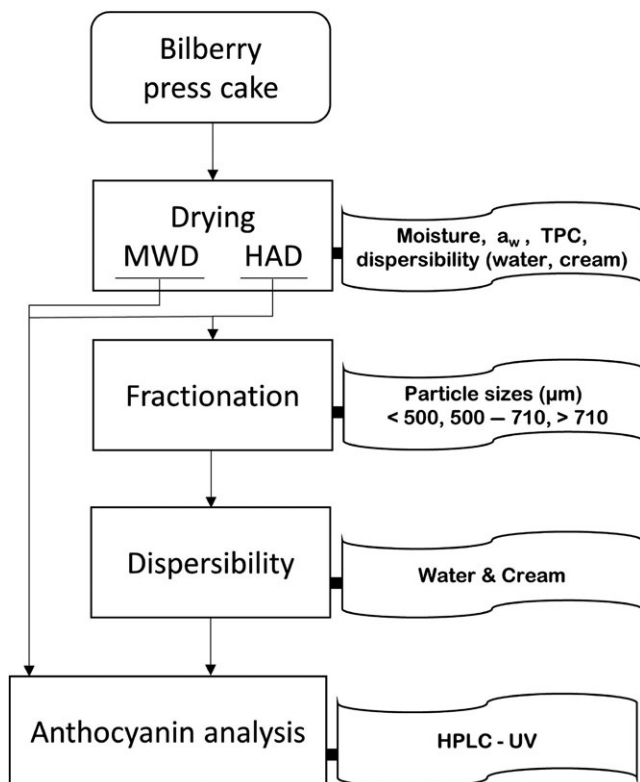 Bilberry
press cake
Drying
MWD HAD
Moisture, aw , TPC,
dispersibility (water, cream)
Fractionation
Particle sizes (µm)
< 500, 500 – 710, > 710
Dispersibility
Water & Cream
Anthocyanin analysis
HPLC - UV